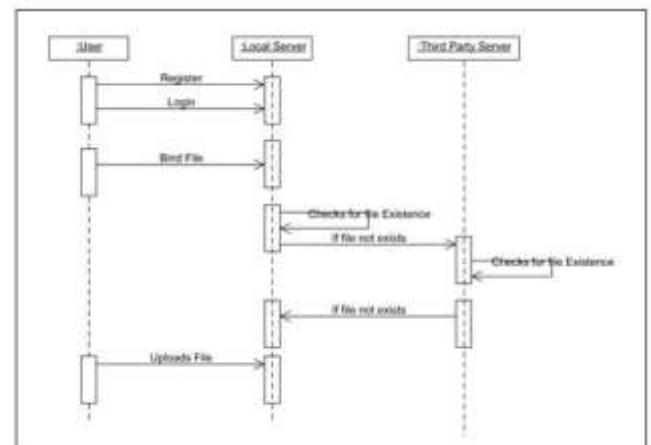 :User
:Local Server
:Third Party Server
Register
Login
Bind File
Checks for file Existence
If file not exists
Checks for file Existence
If file not exists
Uploads File